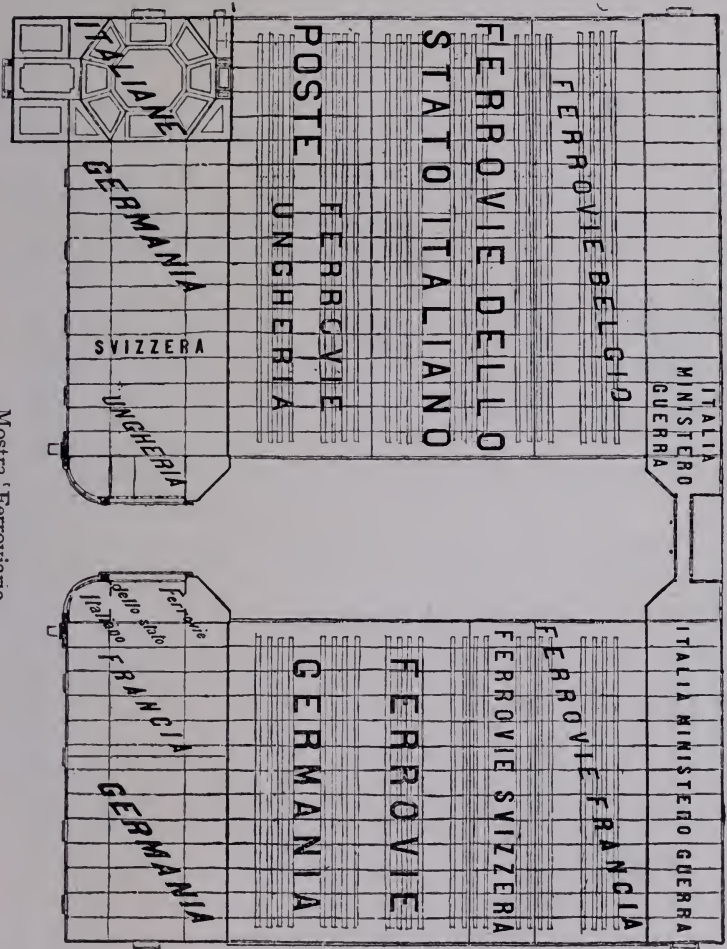 FERROVIE BELGIO
FERROVIE DELLO
STATO ITALIANO
POSTE
FERROVIE
UNGHERIA
ITALIANE
GERMANIA
SVIZZERA
UNGHERIA
ITALIA
MINISTERO
GUERRA
ITALIA MINISTERO GUERRA
FERROVIE FRANCIA
FERROVIE SVIZZERA
FERROVIE
GERMANIA
Ferrovie
dello stato
Italiano
FRANCIA
GERMANIA
Mostra Ferroviaria